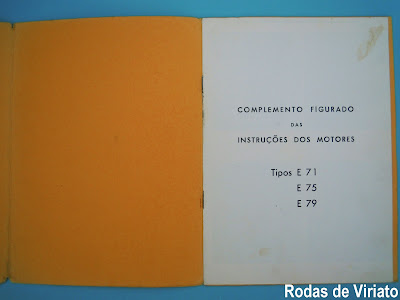 COMPLEMENTO FIGURADO
DAS
INSTRUÇÕES DOS MOTORES
Tipos E 71
E 75
E 79
Rodas de Viriato